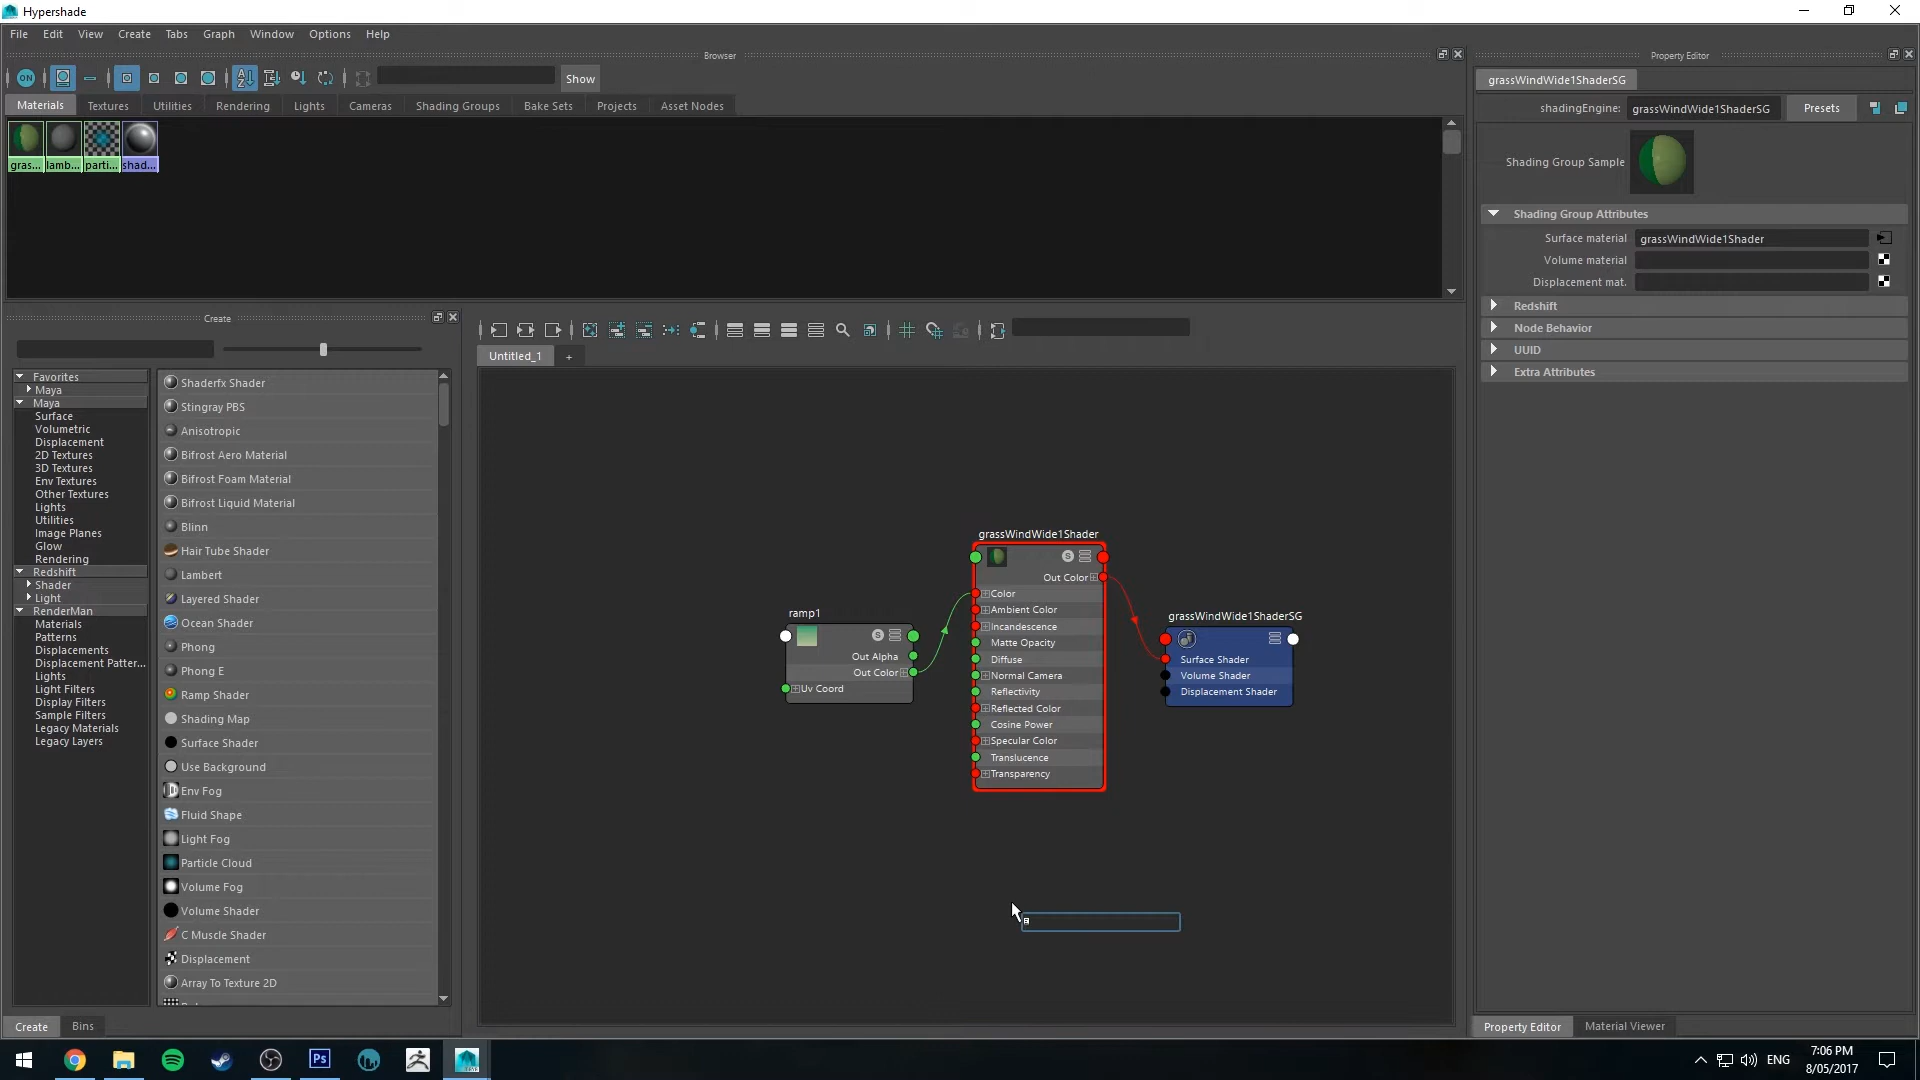 Hypershade
File Edit View Create Tabs Graph Window Options Help
Browser
ON Show
Materials Textures Utilities Rendering Lights Cameras Shading Groups Bake Sets Projects Asset Nodes
gras... lamb... parti... shad...
Create
Favorites
Maya
Maya
Surface
Volumetric
Displacement
2D Textures
3D Textures
Env Textures
Other Textures
Lights
Utilities
Image Planes
Glow
Rendering
Redshift
Shader
Light
RenderMan
Materials
Patterns
Displacements
Displacement Patter...
Lights
Light Filters
Display Filters
Sample Filters
Legacy Materials
Legacy Layers
Shaderfx Shader
Stingray PBS
Anisotropic
Bifrost Aero Material
Bifrost Foam Material
Bifrost Liquid Material
Blinn
Hair Tube Shader
Lambert
Layered Shader
Ocean Shader
Phong
Phong E
Ramp Shader
Shading Map
Surface Shader
Use Background
Env Fog
Fluid Shape
Light Fog
Particle Cloud
Volume Fog
Volume Shader
C Muscle Shader
Displacement
Array To Texture 2D
Create Bins
Untitled_1 +
ramp1
S
Out Alpha
Out Color
Uv Coord
grassWindWide1Shader
S
Out Color
Color
Ambient Color
Incandescence
Matte Opacity
Diffuse
Normal Camera
Reflectivity
Reflected Color
Cosine Power
Specular Color
Translucence
Transparency
grassWindWide1ShaderSG
Surface Shader
Volume Shader
Displacement Shader
Property Editor
grassWindWide1ShaderSG
shadingEngine: grassWindWide1ShaderSG Presets
Shading Group Sample
Shading Group Attributes
Surface material grassWindWide1Shader
Volume material
Displacement mat.
Redshift
Node Behavior
UUID
Extra Attributes
Property Editor Material Viewer
Ps
ENG
7:06 PM
8/05/2017